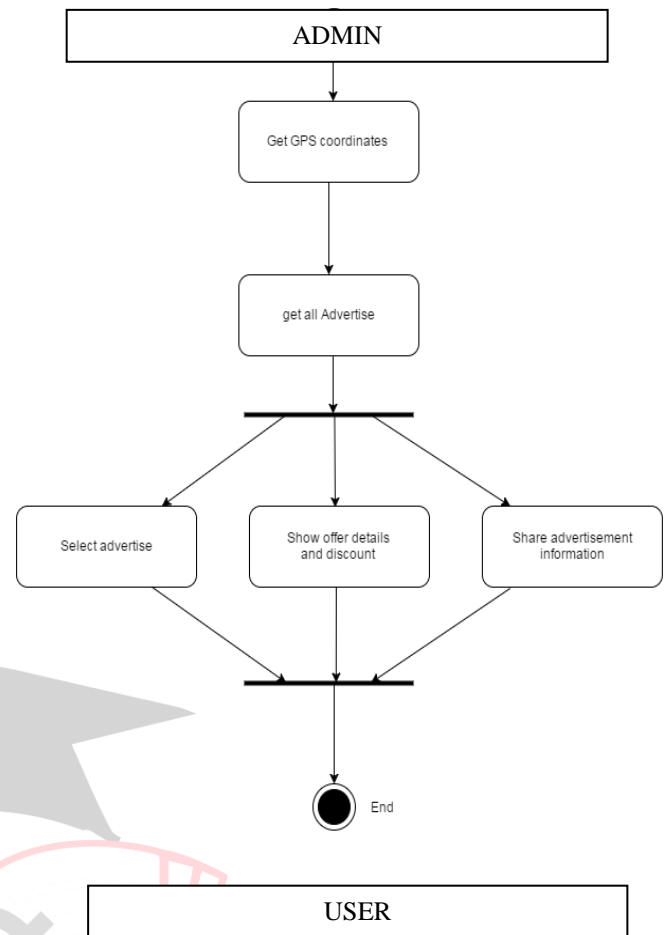 ADMIN
Get GPS coordinates
get all Advertise
Select advertise
Show offer details
and discount
Share advertisement
information
End
USER